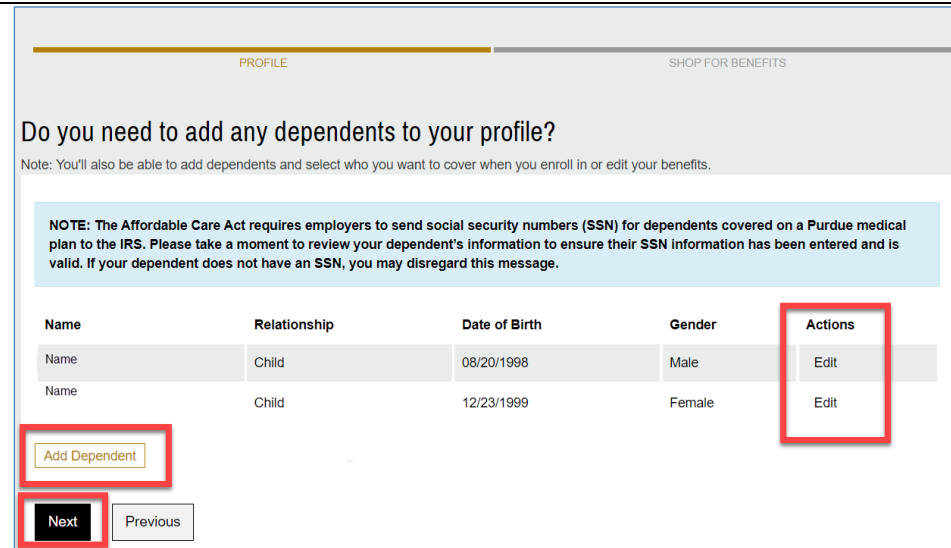 PROFILE SHOP FOR BENEFITS
Do you need to add any dependents to your profile?
Note: You'll also be able to add dependents and select who you want to cover when you enroll in or edit your benefits.
NOTE: The Affordable Care Act requires employers to send social security numbers (SSN) for dependents covered on a Purdue medical
plan to the IRS. Please take a moment to review your dependent's information to ensure their SSN information has been entered and is
valid. If your dependent does not have an SSN, you may disregard this message.
Name Relationship Date of Birth Gender Actions
Name Child 08/20/1998 Male Edit
Name Child 12/23/1999 Female Edit
Add Dependent
Next Previous